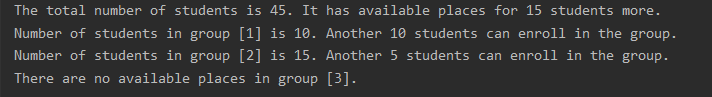 The total number of students is 45. It has available places for 15 students more.
Number of students in group [1] is 10. Another 10 students can enroll in the group.
Number of students in group [2] is 15. Another 5 students can enroll in the group.
There are no available places in group [3].